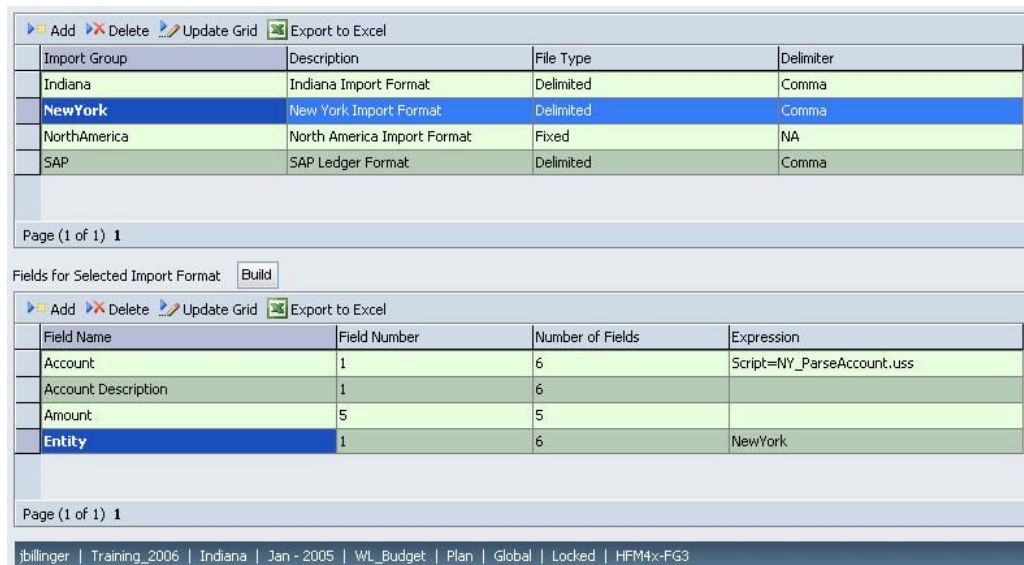 Add Delete Update Grid Export to Excel
Import Group Description File Type Delimiter
Indiana Indiana Import Format Delimited Comma
NewYork New York Import Format Delimited Comma
NorthAmerica North America Import Format Fixed NA
SAP SAP Ledger Format Delimited Comma
Page (1 of 1) 1
Fields for Selected Import Format Build
Add Delete Update Grid Export to Excel
Field Name Field Number Number of Fields Expression
Account 1 6 Script=NY_ParseAccount.uss
Account Description 1 6
Amount 5 5
Entity 1 6 NewYork
Page (1 of 1) 1
jbillinger | Training_2006 | Indiana | Jan - 2005 | WL_Budget | Plan | Global | Locked | HFM4x-FG3